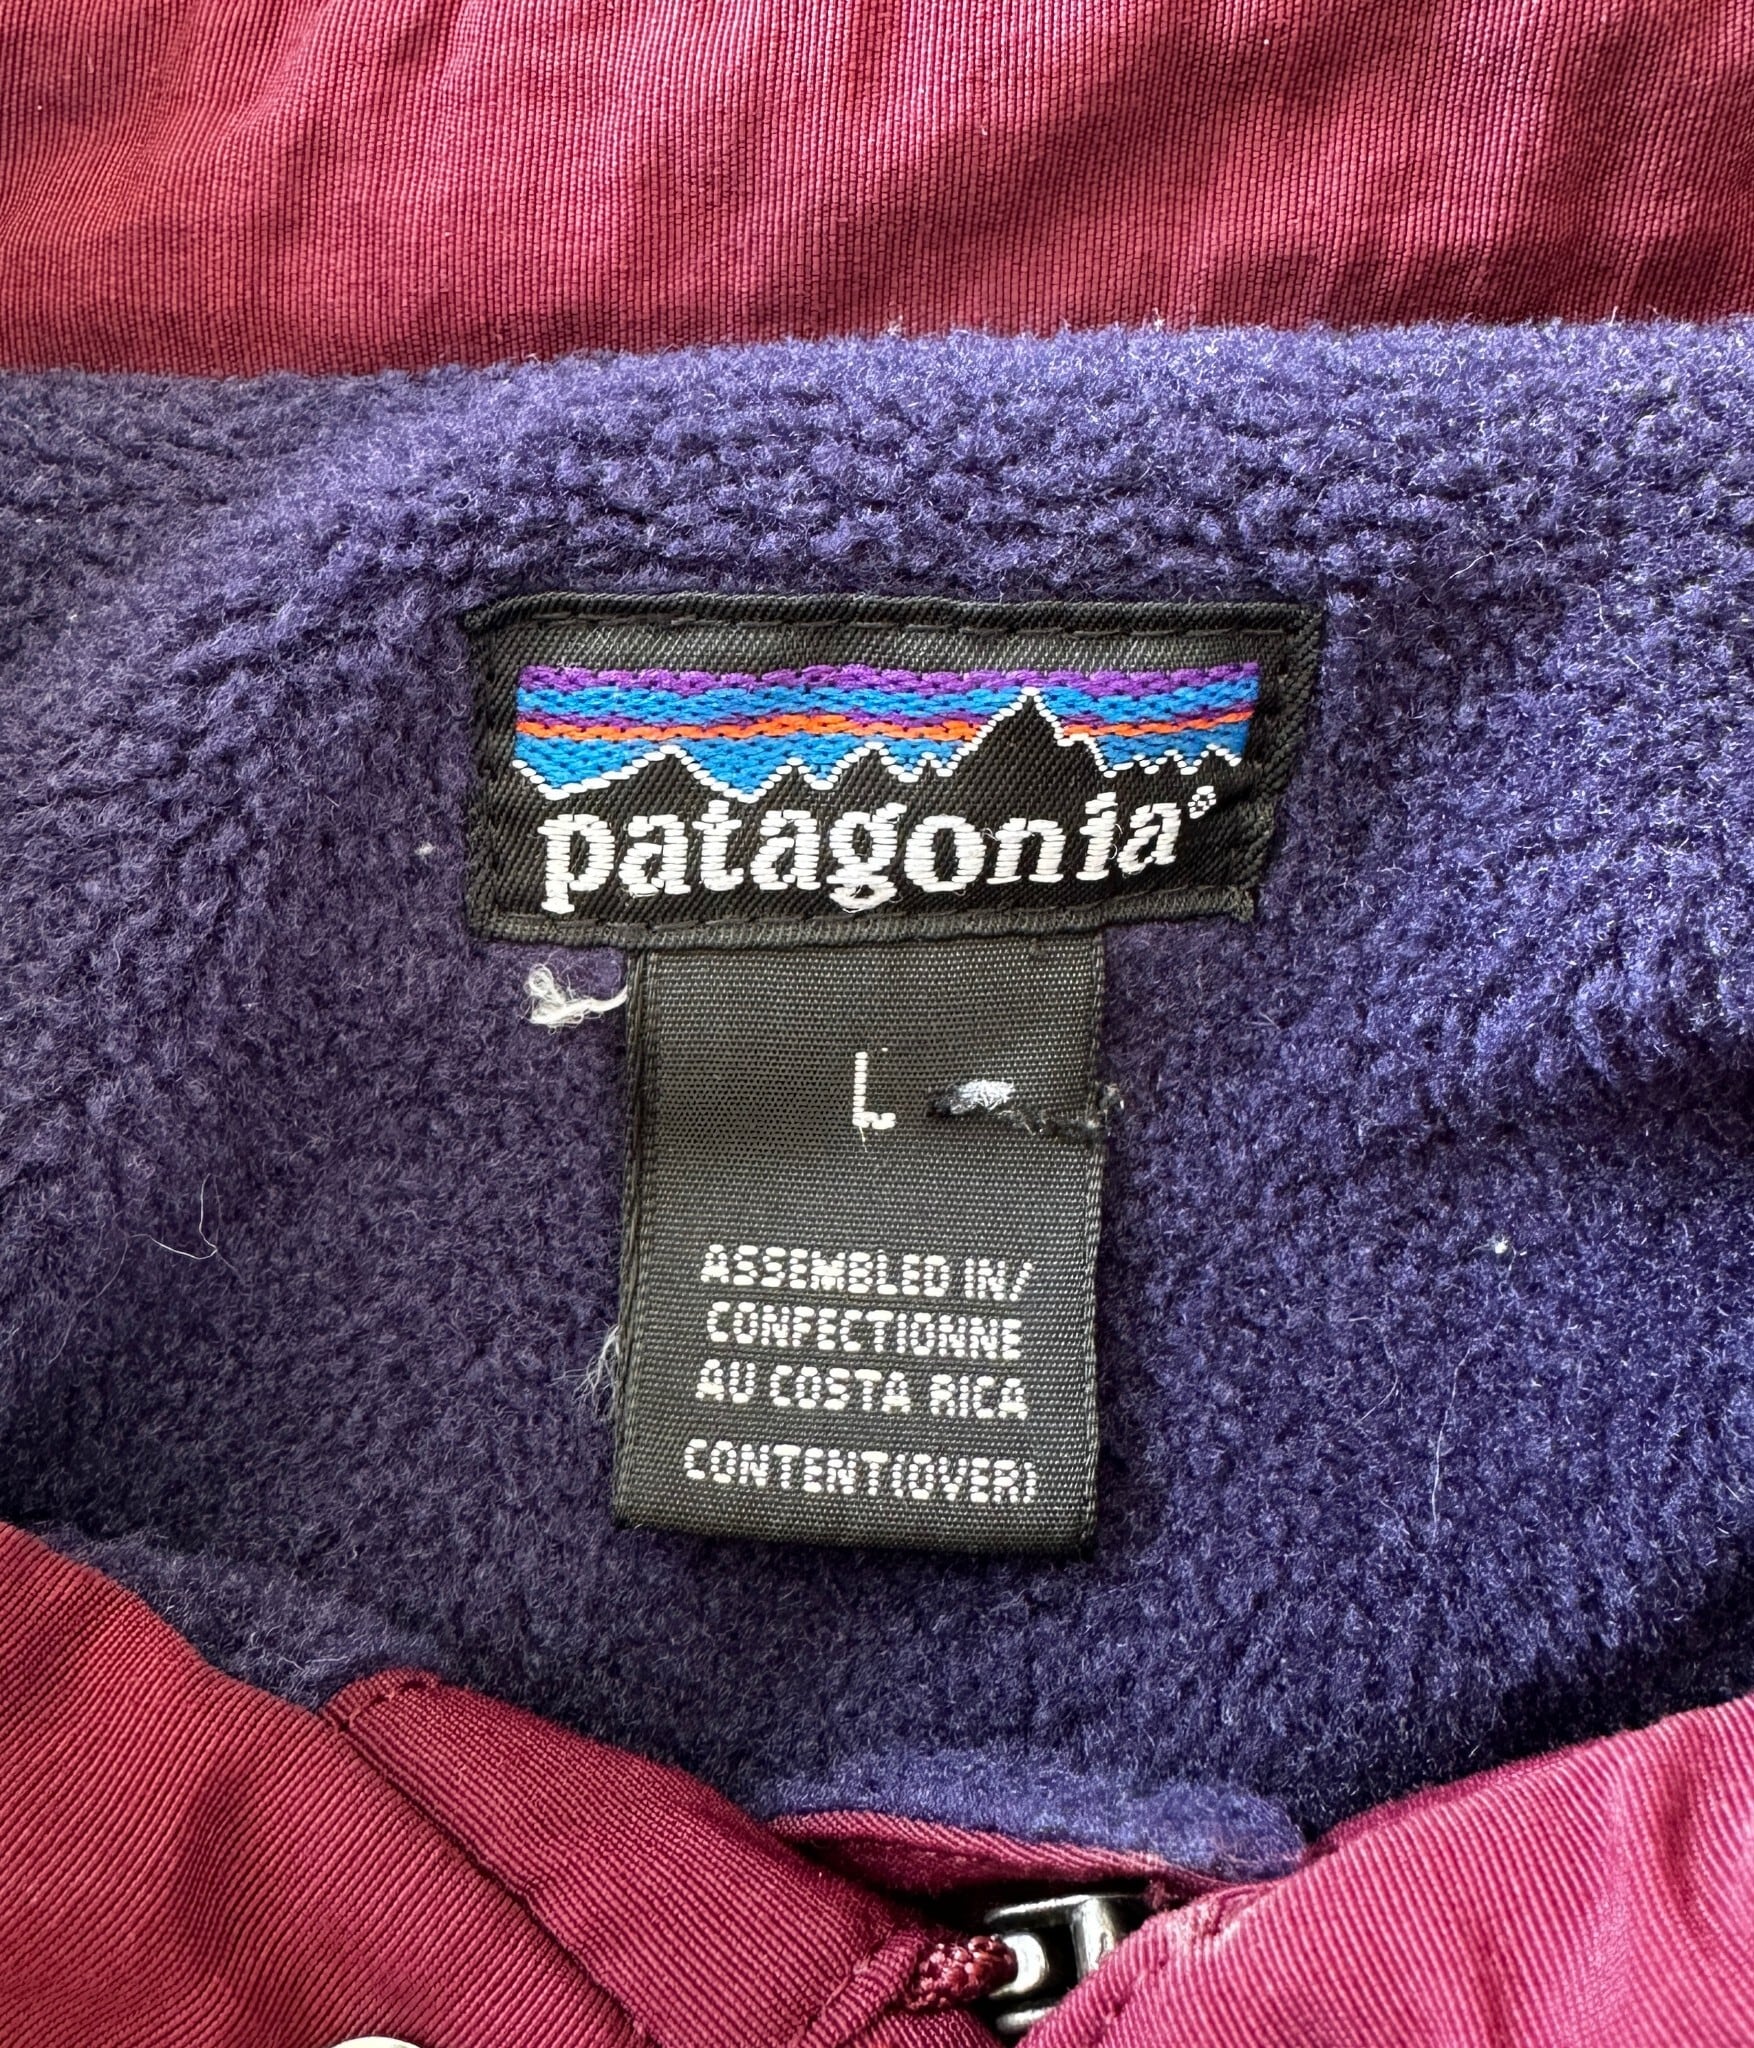 patagonia®
L
ASSEMBLED IN/
CONFECTIONNE
AU COSTA RICA
CONTENT(OVER)